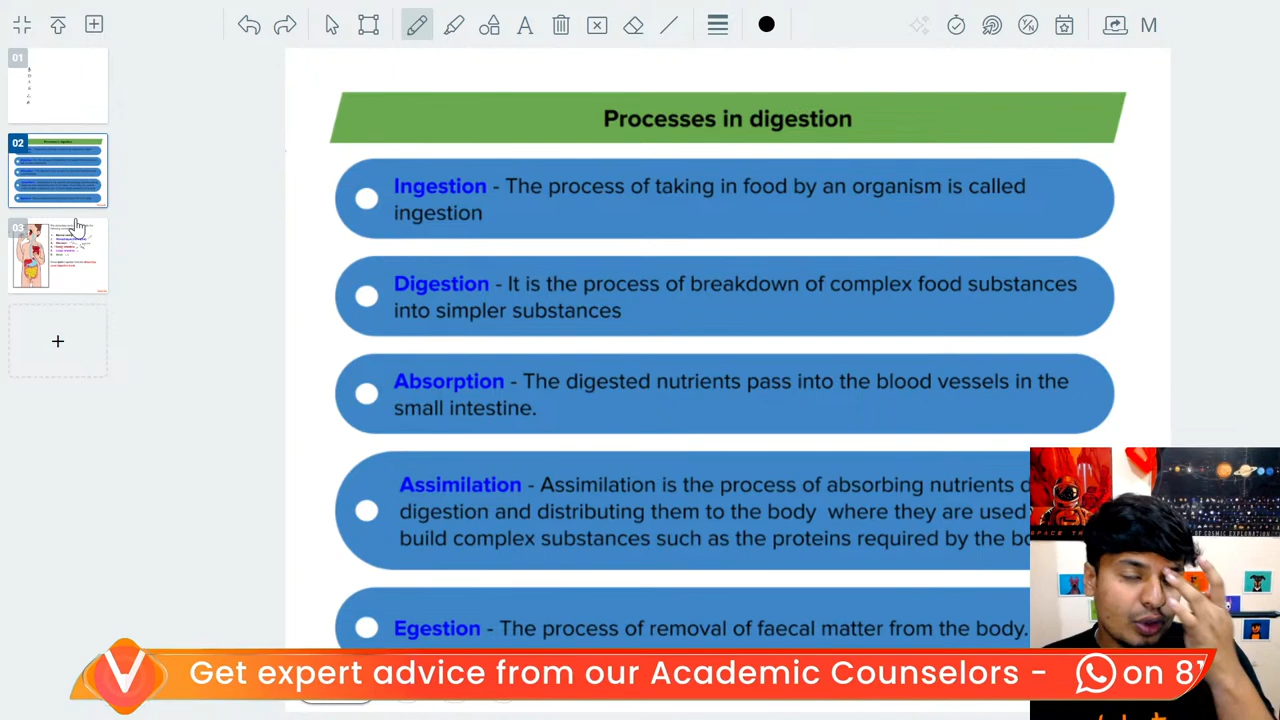 M
01
02
03
Processes in digestion
Ingestion - The process of taking in food by an organism is called
ingestion
Digestion - It is the process of breakdown of complex food substances
into simpler substances
Absorption - The digested nutrients pass into the blood vessels in the
small intestine.
Assimilation - Assimilation is the process of absorbing nutrients
digestion and distributing them to the body where they are used
build complex substances such as the proteins required by the
Egestion - The process of removal of faecal matter from the body.
Get expert advice from our Academic Counselors - on 81